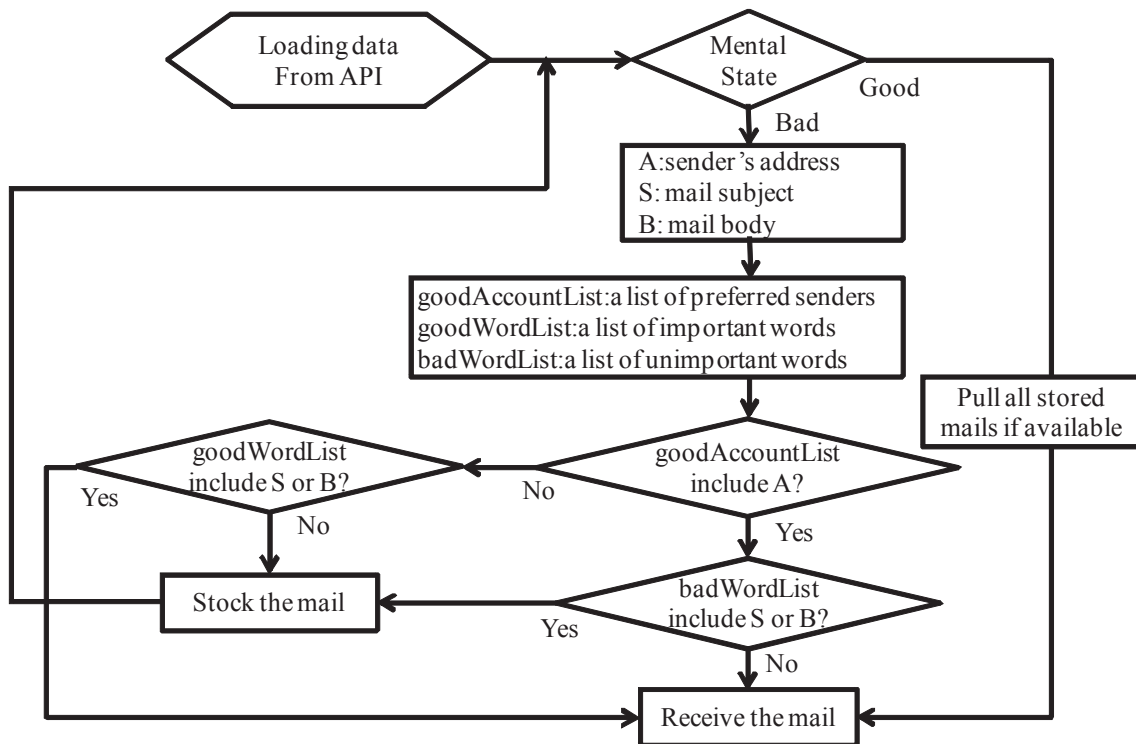 Loading data
From API
Mental
State
Good
Bad
A:sender's address
S: mail subject
B: mail body
goodAccountList:a list of preferred senders
goodWordList:a list of important words
badWordList:a list of unimportant words
Pull all stored
mails if available
goodWordList
include S or B?
Yes
No
goodAccountList
include A?
No
Yes
Stock the mail
badWordList
include S or B?
Yes
No
Receive the mail